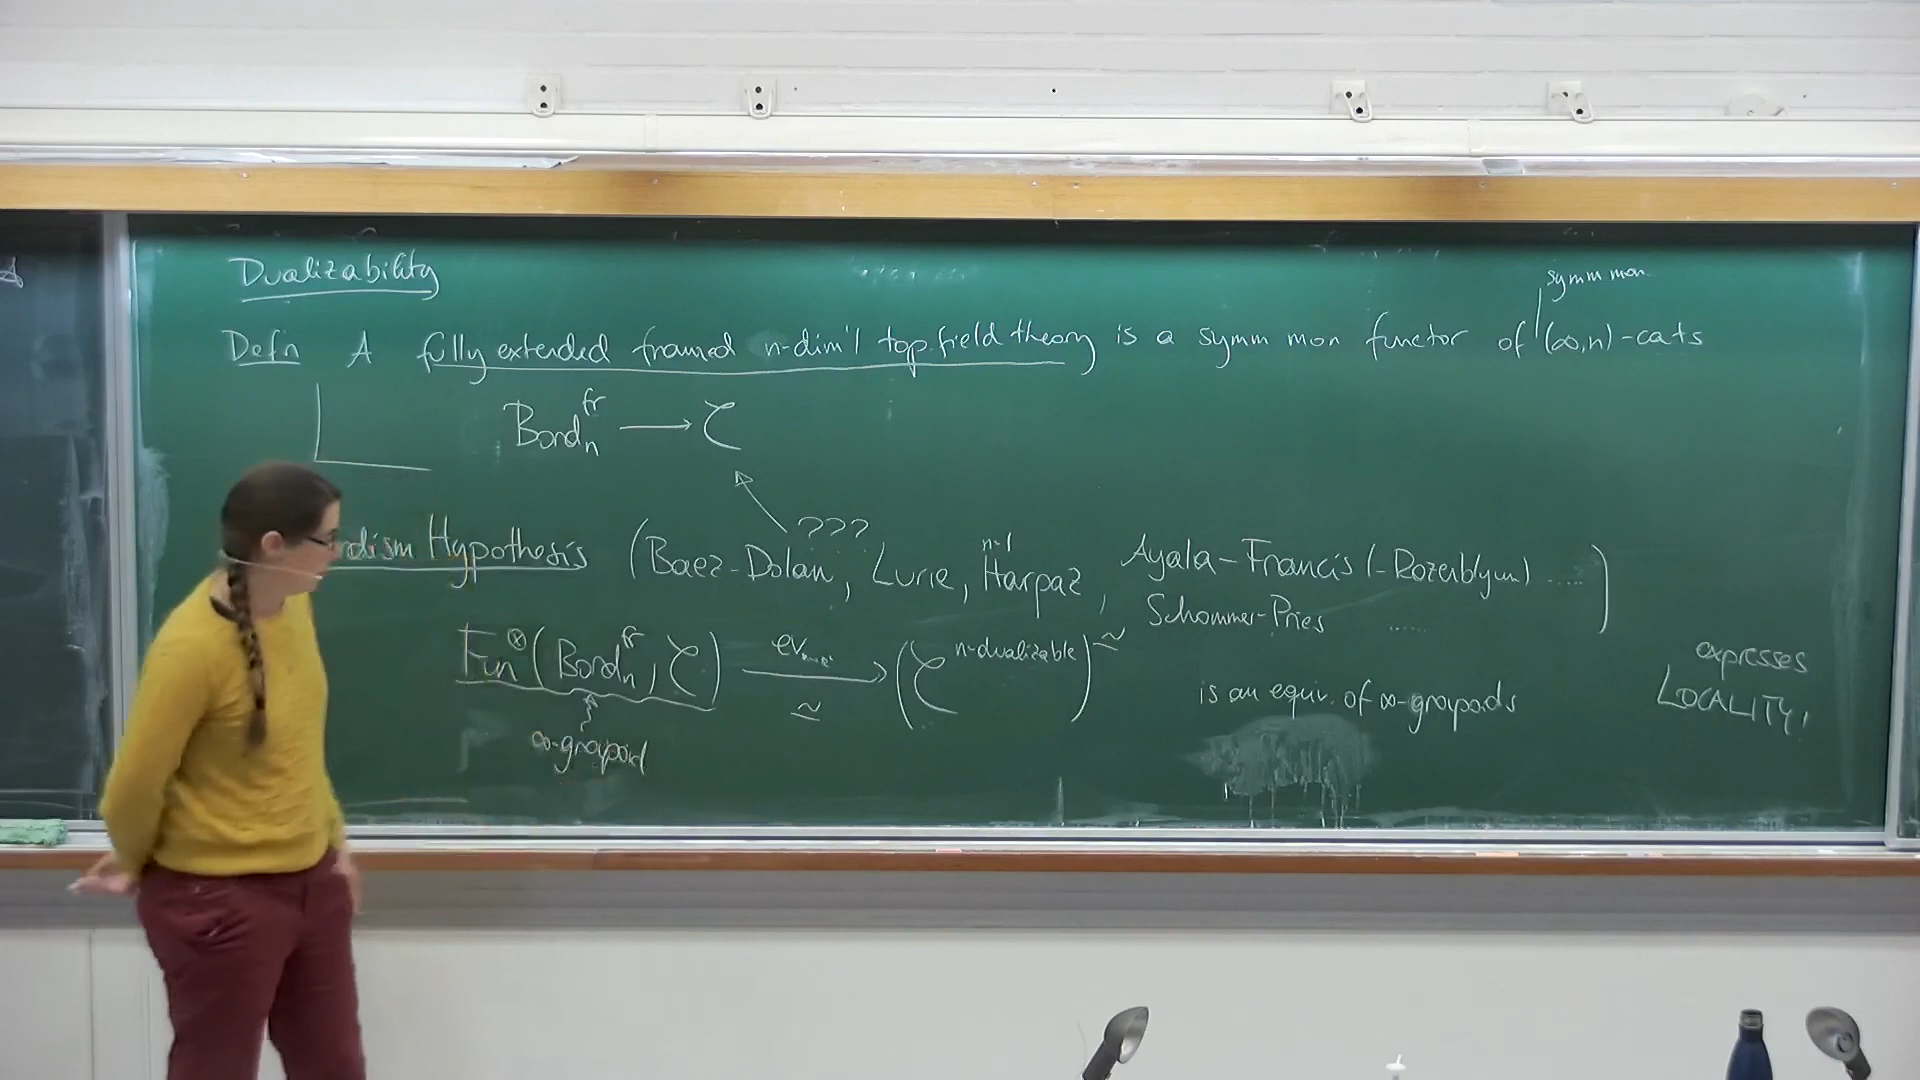 Dualizability
symm mon.
Defn A fully extended framed n-dim'l top. field theory is a symm mon functor of (∞,n)-cats
Bord_n^fr → C
???
rdism Hypothesis (Baez-Dolan, Lurie, Harpaz, Ayala-Francis (-Rozenblyum) .....)
n-1
Schommer-Pries ......
Fun^⊗(Bord_n^fr, C) ev → (C^n-dualizable)^≃
≃
is an equiv. of ∞-groupoids
∞-groupoid
expresses
LOCALITY!